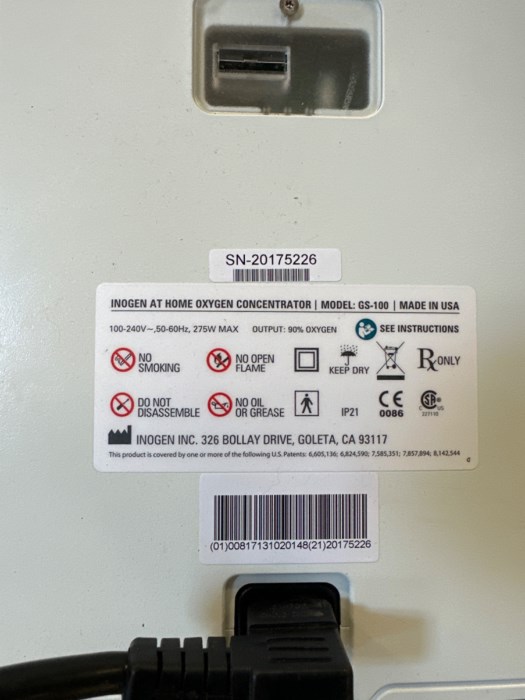 SN-20175226
INOGEN AT HOME OXYGEN CONCENTRATOR | MODEL: GS-100 | MADE IN USA
100-240V~,50-60Hz, 275W MAX OUTPUT: 90% OXYGEN SEE INSTRUCTIONS
NO SMOKING
NO OPEN FLAME
KEEP DRY
Rx ONLY
DO NOT DISASSEMBLE
NO OIL OR GREASE
IP21
CE 0086
CSA US
INOGEN INC. 326 BOLLAY DRIVE, GOLETA, CA 93117
This product is covered by one or more of the following U.S. Patents: 6,605,136; 6,824,590; 7,585,351; 7,857,894; 8,142,544
(01)00817131020148(21)20175226